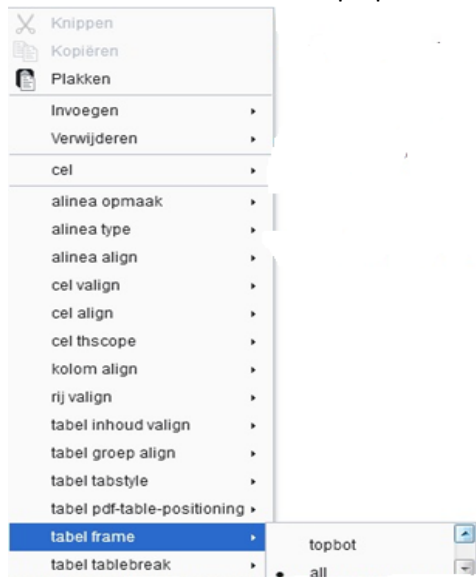 Knippen
Kopiëren
Plakken
Invoegen
Verwijderen
cel
alinea opmaak
alinea type
alinea align
cel valign
cel align
cel thscope
kolom align
rij valign
tabel inhoud valign
tabel groep align
tabel tabstyle
tabel pdf-table-positioning
tabel frame
topbot
tabel tablebreak
all